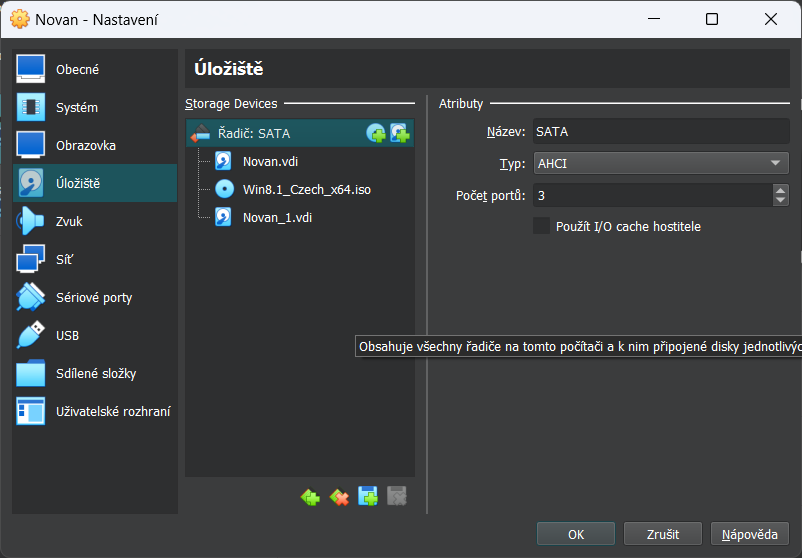 Novan - Nastavení
Obecné
Systém
Obrazovka
Úložiště
Zvuk
Síť
Sériové porty
USB
Sdílené složky
Uživatelské rozhraní
Úložiště
Storage Devices
Řadič: SATA
Novan.vdi
Win8.1_Czech_x64.iso
Novan_1.vdi
Atributy
Název: SATA
Typ: AHCI
Počet portů: 3
Použít I/O cache hostitele
Obsahuje všechny řadiče na tomto počítači a k nim připojené disky
OK
Zrušit
Nápověda